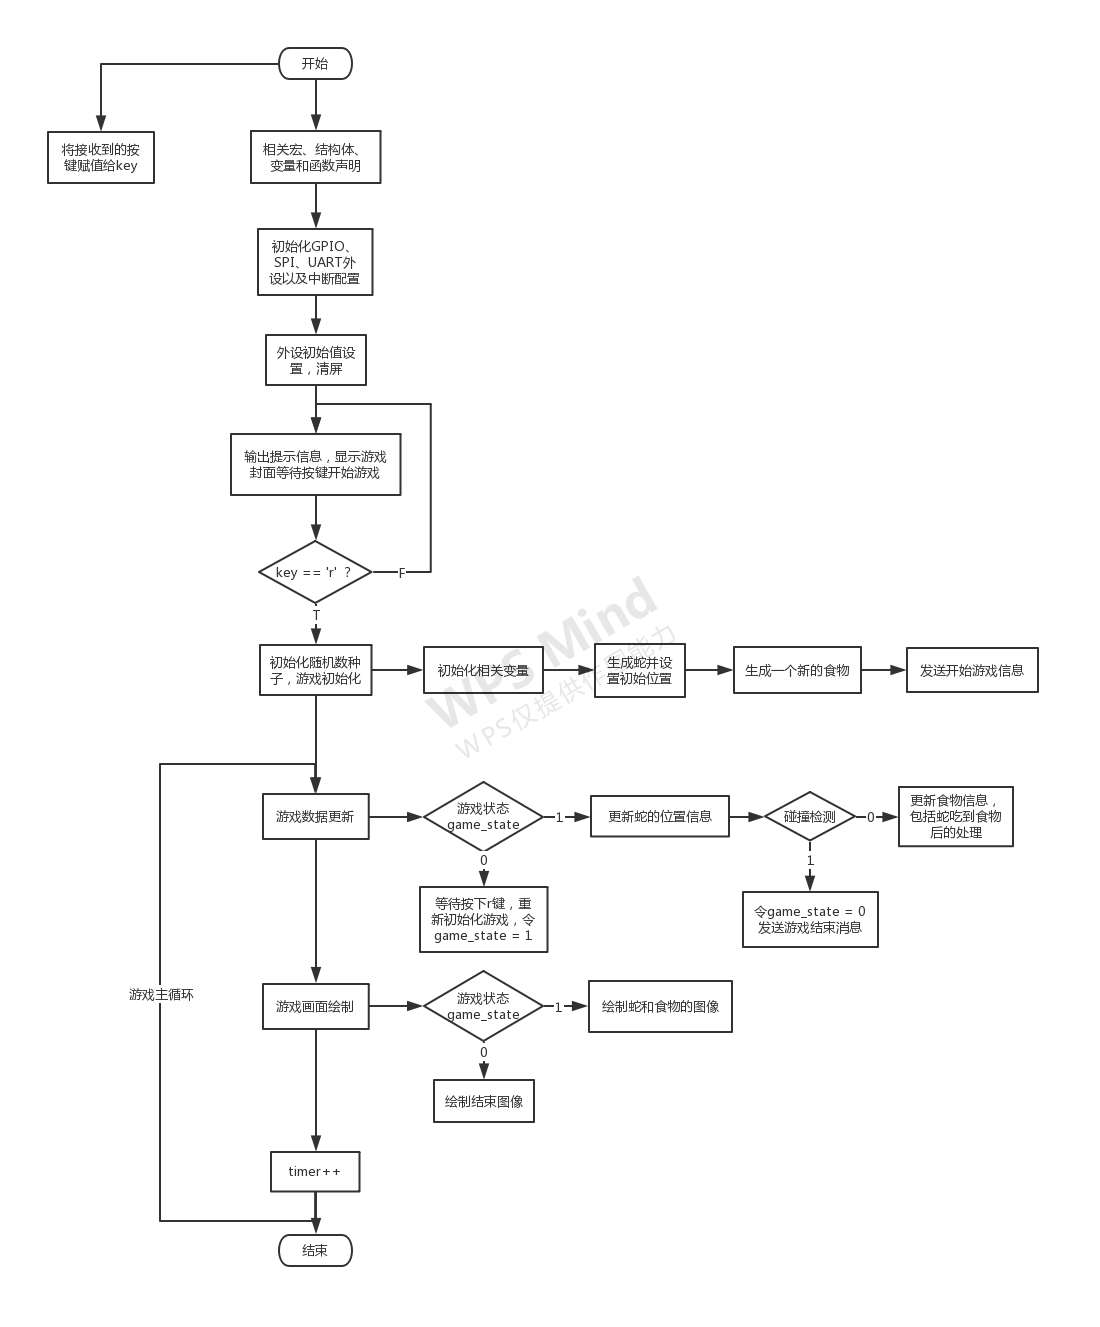 开始
将接收到的按
键赋值给key
相关宏、结构体、
变量和函数声明
初始化GPIO、
SPI、UART外
设以及中断配置
外设初始值设
置，清屏
输出提示信息，显示游戏
封面等待按键开始游戏
key == 'r' ？
F
T
初始化随机数种
子，游戏初始化
初始化相关变量
生成蛇并设
置初始位置
生成一个新的食物
发送开始游戏信息
WPS Mind
WPS仅提供作图能力
游戏数据更新
游戏状态
game_state
1
更新蛇的位置信息
碰撞检测
0
更新食物信息，
包括蛇吃到食物
后的处理
0
1
等待按下r键，重
新初始化游戏，令
game_state = 1
令game_state = 0
发送游戏结束消息
游戏主循环
游戏画面绘制
游戏状态
game_state
1
绘制蛇和食物的图像
0
绘制结束图像
timer++
结束